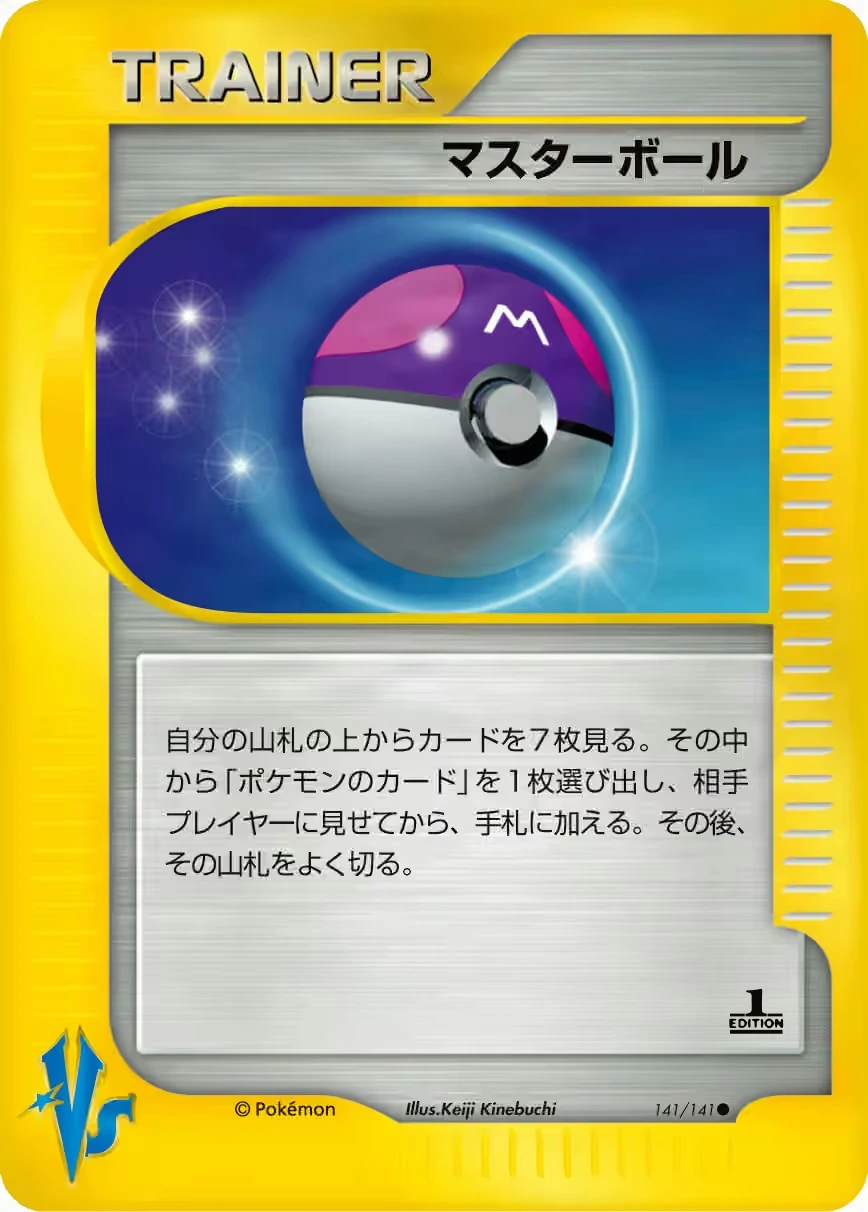 TRAINER
マスターボール
M
自分の山札の上からカードを7枚見る。その中
から「ポケモンのカード」を1枚選び出し、相手
プレイヤーに見せてから、手札に加える。その後、
その山札をよく切る。
1
EDITION
VS
© Pokémon Illus.Keiji Kinebuchi 141/141●